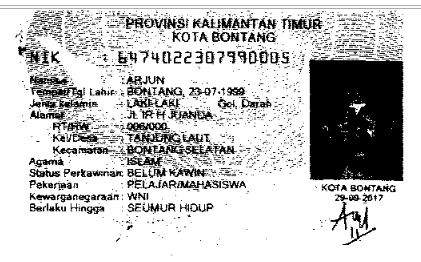 PROVINSI KALIMANTAN TIMUR
KOTA BONTANG
NIK : 6474022307990005
Nama : ARJUN
Tempat/Tgl Lahir : BONTANG, 23-07-1999
Jenis Kelamin : LAKI-LAKI Gol. Darah
Alamat : JL IR H JUANDA
RT/RW : 006/000
Kel/Desa : TANJUNG LAUT
Kecamatan : BONTANG SELATAN
Agama : ISLAM
Status Perkawinan: BELUM KAWIN
Pekerjaan : PELAJAR/MAHASISWA
Kewarganegaraan: WNI
Berlaku Hingga : SEUMUR HIDUP
KOTA BONTANG
29-09-2017